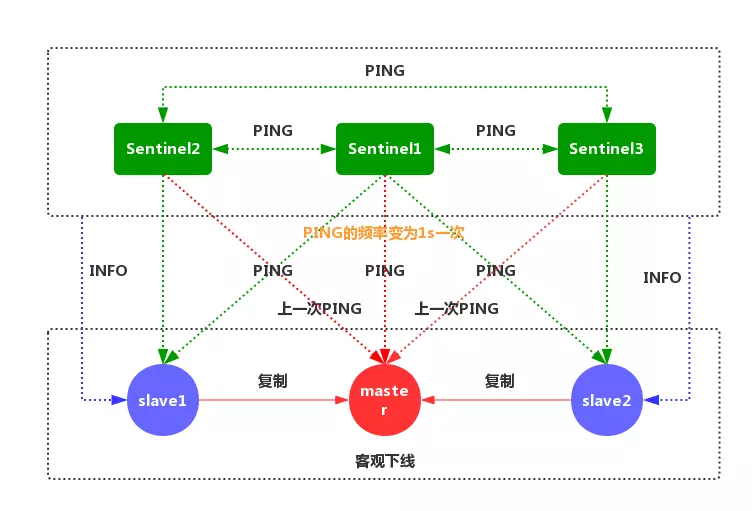 PING
Sentinel2
PING
Sentinel1
PING
Sentinel3
PING的频率变为1s一次
INFO
PING
PING
PING
INFO
上一次PING
上一次PING
slave1
复制
maste
r
复制
slave2
客观下线